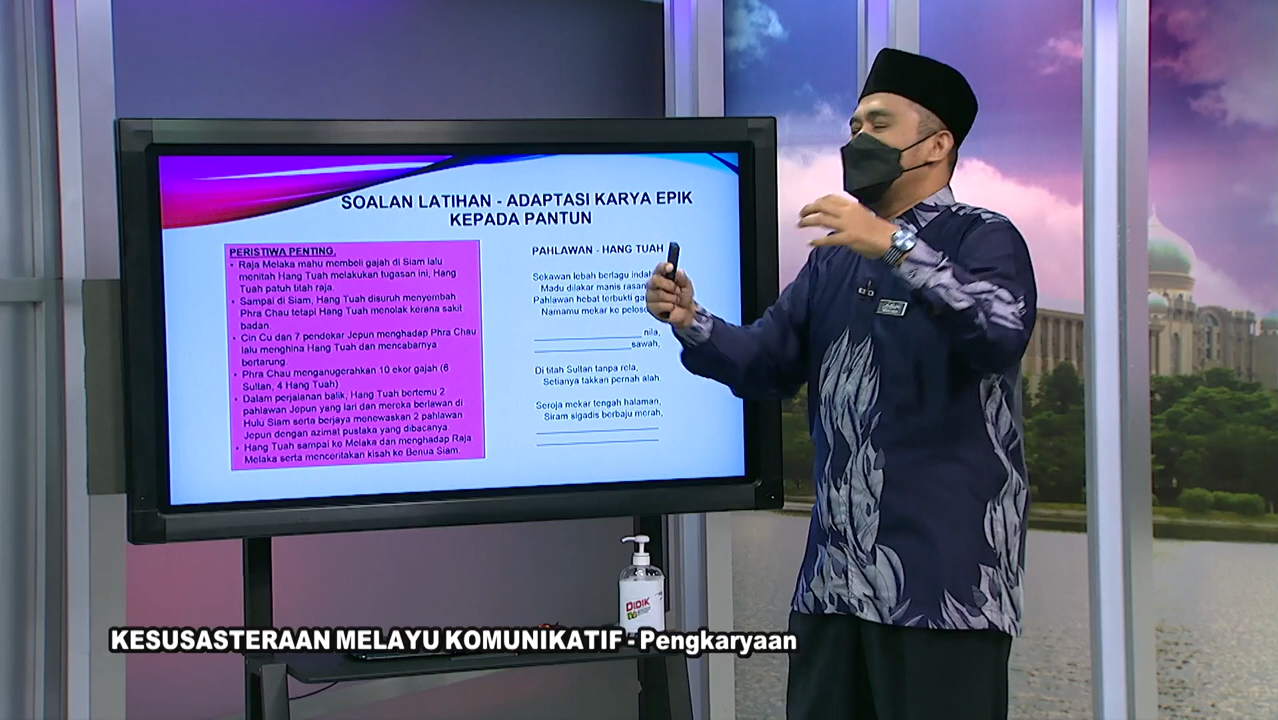 SOALAN LATIHAN - ADAPTASI KARYA EPIK
KEPADA PANTUN
PERISTIWA PENTING.
• Raja Melaka mahu membeli gajah di Siam lalu
menitah Hang Tuah melakukan tugasan ini, Hang
Tuah patuh titah raja.
• Sampai di Siam, Hang Tuah disuruh menyembah
Phra Chau tetapi Hang Tuah menolak kerana sakit
badan.
• Cin Cu dan 7 pendekar Jepun menghadap Phra Chau
lalu menghina Hang Tuah dan mencabarnya
bertarung.
• Phra Chau menganugerahkan 10 ekor gajah (6
Sultan, 4 Hang Tuah)
• Dalam perjalanan balik, Hang Tuah bertemu 2
pahlawan Jepun yang lari dan mereka berlawan di
Hulu Siam serta berjaya menewaskan 2 pahlawan
Jepun dengan azimat pustaka yang dibacanya.
• Hang Tuah sampai ke Melaka dan menghadap Raja
Melaka serta menceritakan kisah ke Benua Siam.
PAHLAWAN - HANG TUAH
Sekawan lebah berlagu
Madu dilakar manis
Pahlawan hebat terbukti
Namamu mekar ke
nila,
sawah,
Di titah Sultan tanpa rela,
Setianya takkan pernah alah.
Seroja mekar tengah halaman,
Siram sigadis berbaju merah,
DIDIK
KESUSASTERAAN MELAYU KOMUNIKATIF - Pengkaryaan